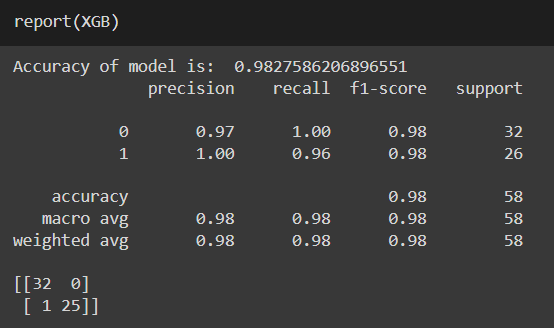 report(XGB)
Accuracy of model is:  0.9827586206896551
              precision    recall  f1-score   support

           0       0.97      1.00      0.98        32
           1       1.00      0.96      0.98        26

    accuracy                           0.98        58
   macro avg       0.98      0.98      0.98        58
weighted avg       0.98      0.98      0.98        58

[[32  0]
 [ 1 25]]